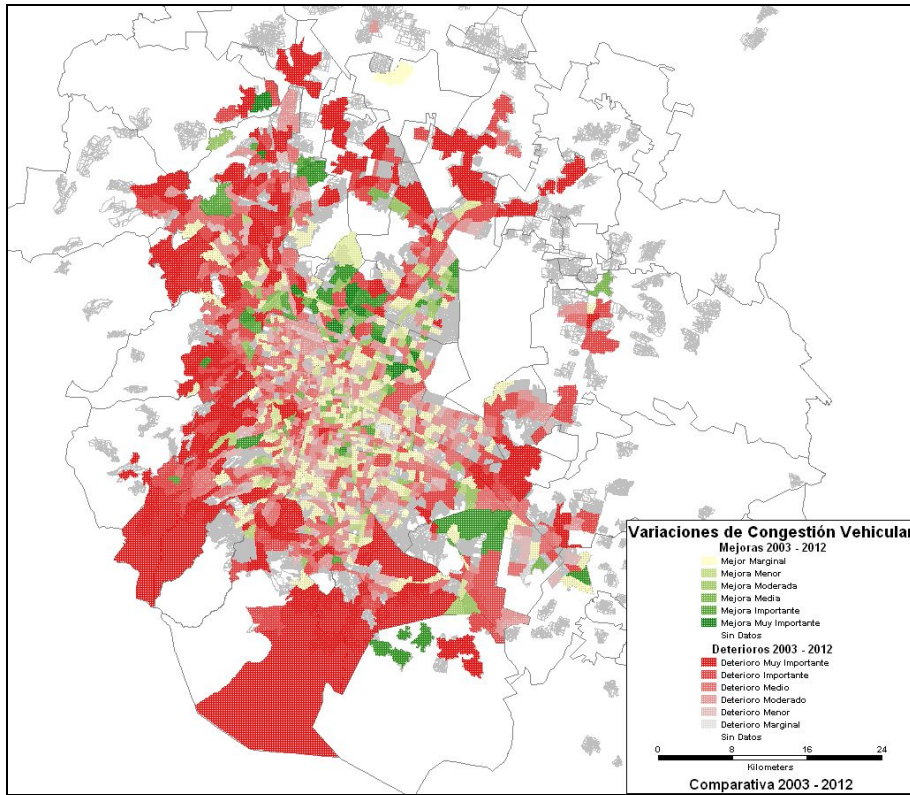 Variaciones de Congestión Vehicular
Mejoras 2003 - 2012
Mejor Marginal
Mejora Menor
Mejora Moderada
Mejora Media
Mejora Importante
Mejora Muy Importante
Sin Datos
Deterioros 2003 - 2012
Deterioro Muy Importante
Deterioro Importante
Deterioro Medio
Deterioro Moderado
Deterioro Menor
Deterioro Marginal
Sin Datos
0 8 16 24
Kilometers
Comparativa 2003 - 2012